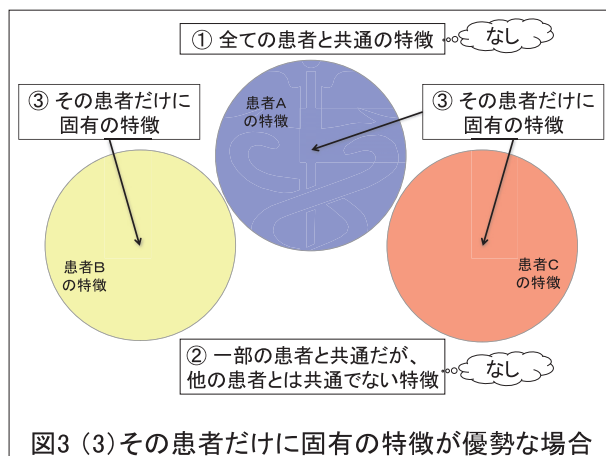 ① 全ての患者と共通の特徴
なし
③ その患者だけに
固有の特徴
患者A
の特徴
③ その患者だけに
固有の特徴
患者B
の特徴
患者C
の特徴
② 一部の患者と共通だが、
他の患者とは共通でない特徴
なし
図3 (3)その患者だけに固有の特徴が優勢な場合